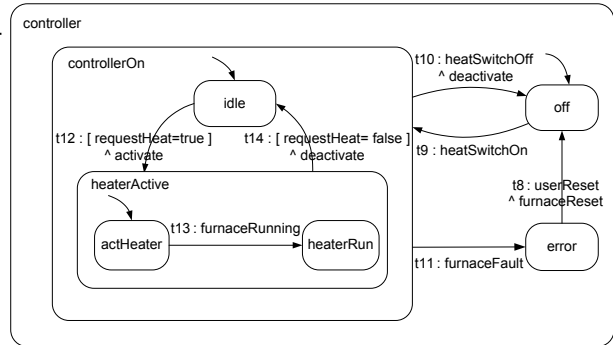 controller
controllerOn
t10 : heatSwitchOff
^ deactivate
idle
off
t12 : [ requestHeat=true ]
^ activate
t14 : [ requestHeat= false ]
^ deactivate
t9 : heatSwitchOn
heaterActive
t8 : userReset
^ furnaceReset
t13 : furnaceRunning
actHeater
heaterRun
error
t11 : furnaceFault